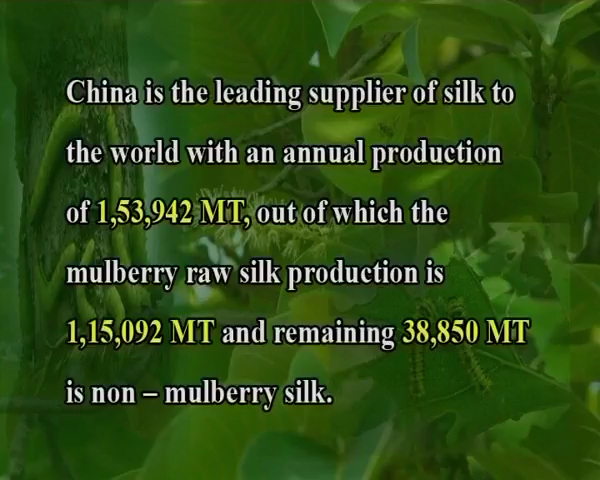 China is the leading supplier of silk to
the world with an annual production
of 1,53,942 MT, out of which the
mulberry raw silk production is
1,15,092 MT and remaining 38,850 MT
is non – mulberry silk.